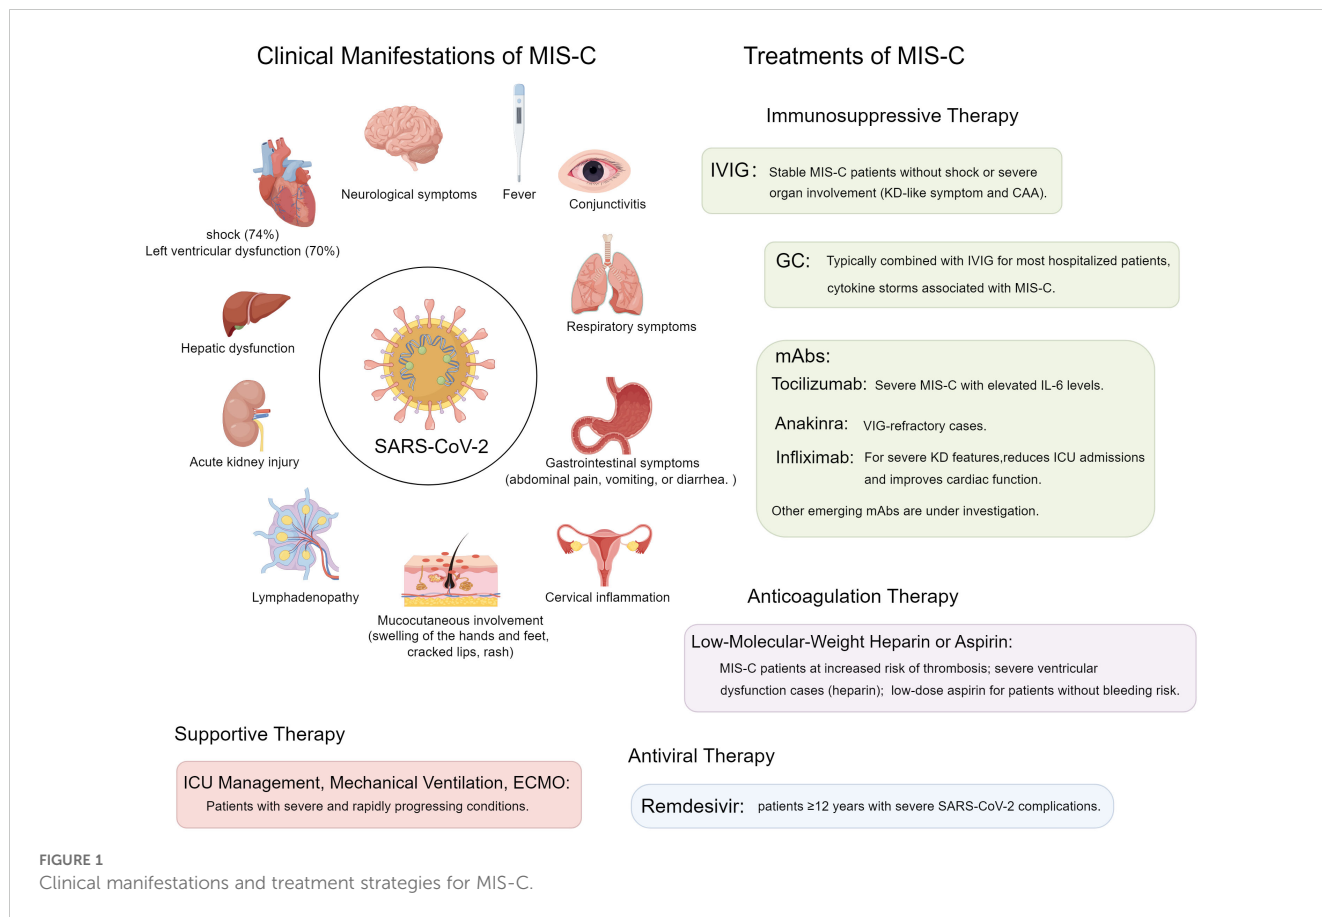 Clinical Manifestations of MIS-C
Neurological symptoms
Fever
Conjunctivitis
shock (74%)
Left ventricular dysfunction (70%)
Respiratory symptoms
Hepatic dysfunction
SARS-CoV-2
Acute kidney injury
Gastrointestinal symptoms
(abdominal pain, vomiting, or diarrhea. )
Lymphadenopathy
Mucocutaneous involvement
(swelling of the hands and feet,
cracked lips, rash)
Cervical inflammation
Treatments of MIS-C
Immunosuppressive Therapy
IVIG: Stable MIS-C patients without shock or severe
organ involvement (KD-like symptom and CAA).
GC: Typically combined with IVIG for most hospitalized patients,
cytokine storms associated with MIS-C.
mAbs:
Tocilizumab: Severe MIS-C with elevated IL-6 levels.
Anakinra: VIG-refractory cases.
Infliximab: For severe KD features,reduces ICU admissions
and improves cardiac function.
Other emerging mAbs are under investigation.
Anticoagulation Therapy
Low-Molecular-Weight Heparin or Aspirin:
MIS-C patients at increased risk of thrombosis; severe ventricular
dysfunction cases (heparin); low-dose aspirin for patients without bleeding risk.
Supportive Therapy
ICU Management, Mechanical Ventilation, ECMO:
Patients with severe and rapidly progressing conditions.
Antiviral Therapy
Remdesivir: patients ≥12 years with severe SARS-CoV-2 complications.
FIGURE 1
Clinical manifestations and treatment strategies for MIS-C.